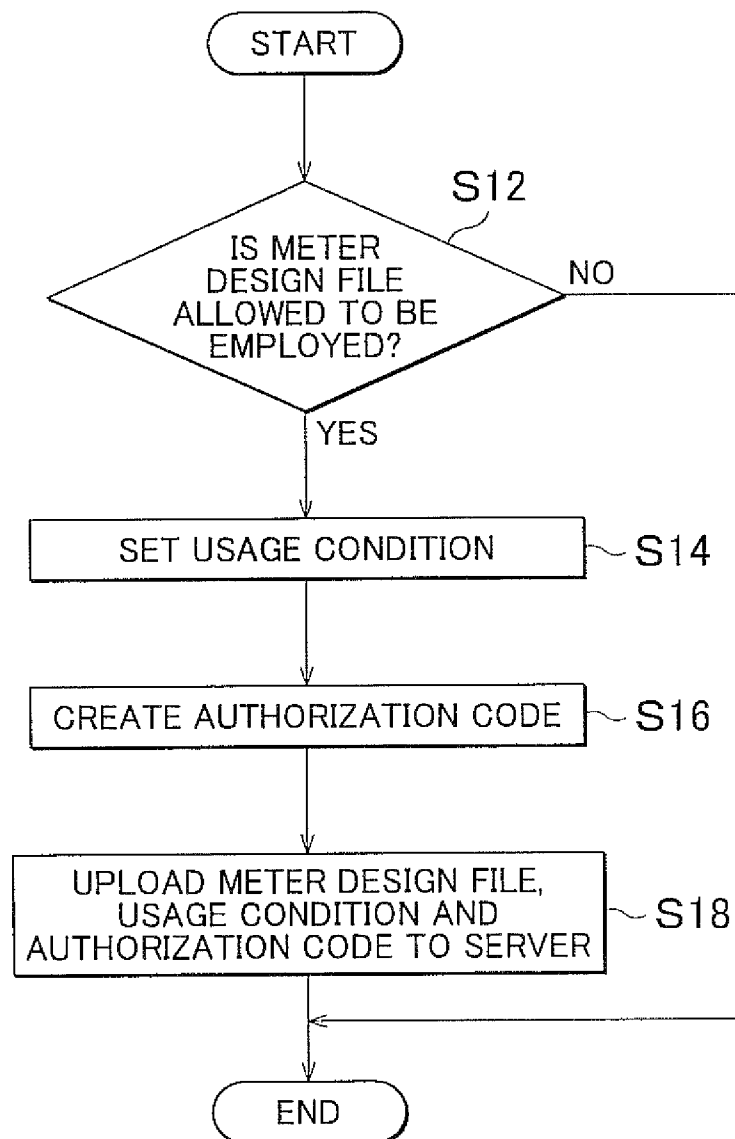 START
S12
IS METER
DESIGN FILE
ALLOWED TO BE
EMPLOYED?
NO
YES
SET USAGE CONDITION
S14
CREATE AUTHORIZATION CODE
S16
UPLOAD METER DESIGN FILE,
USAGE CONDITION AND
AUTHORIZATION CODE TO SERVER
S18
END